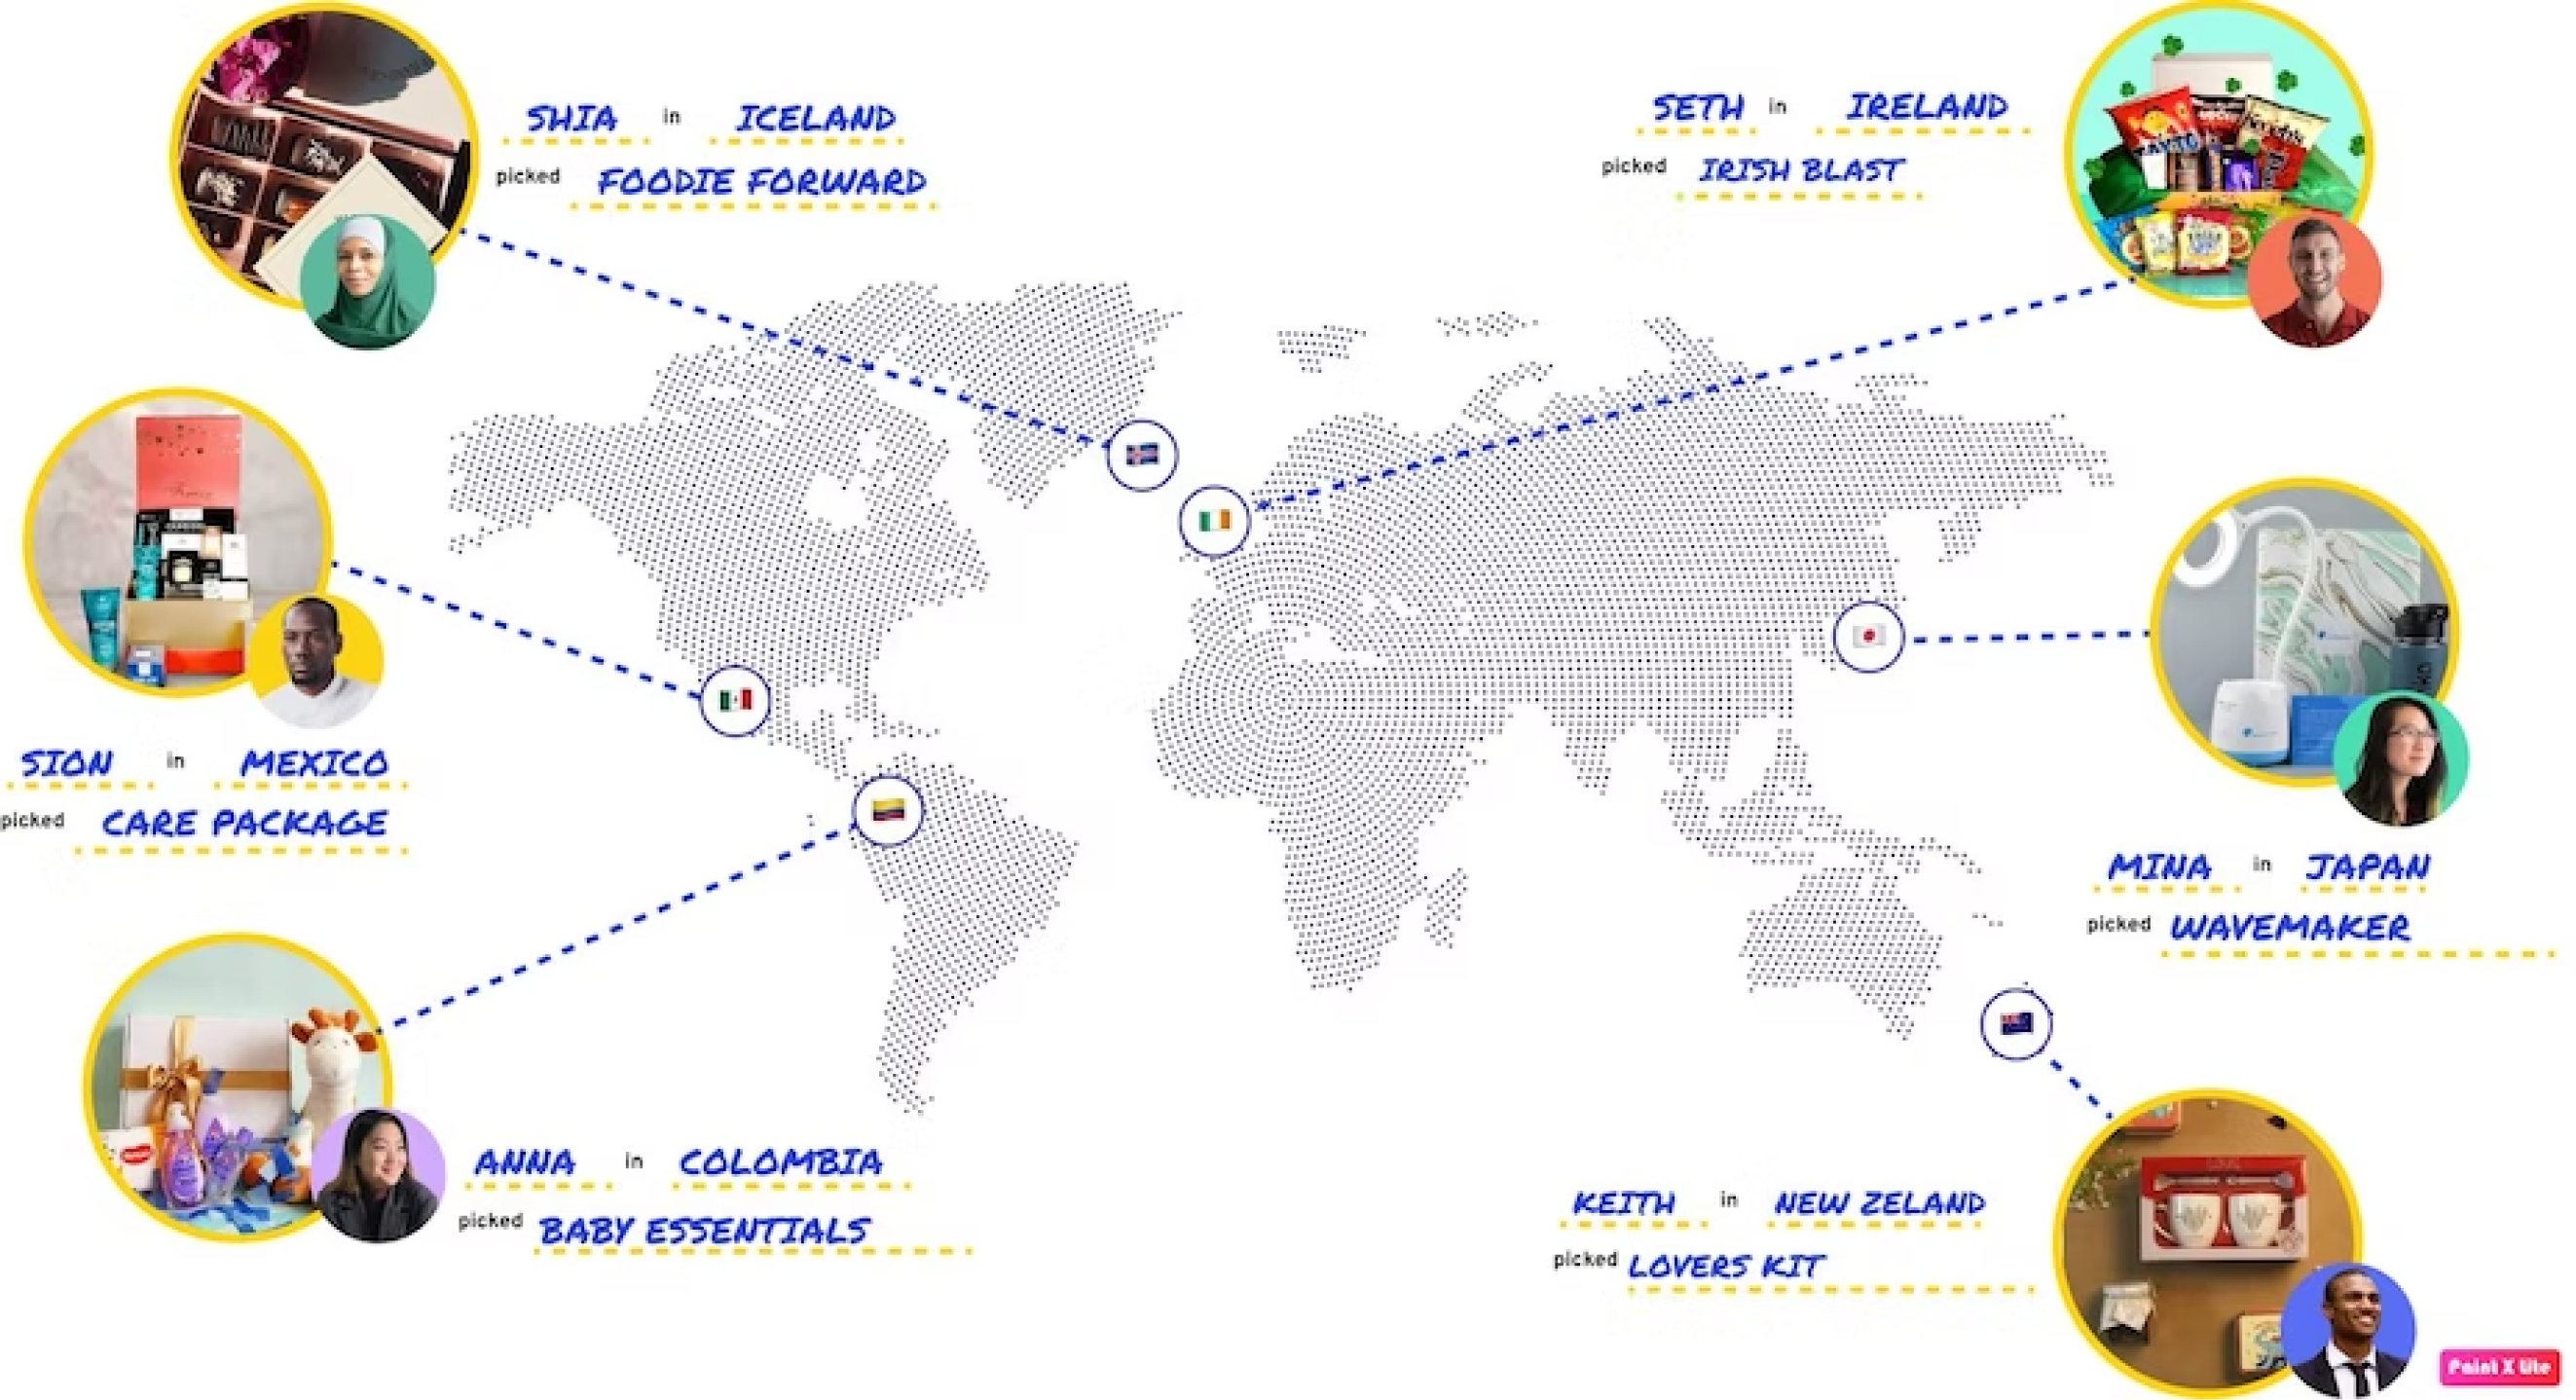 SHIA in ICELAND
picked FOODIE FORWARD
SETH in IRELAND
picked IRISH BLAST
TAYTO
SION in MEXICO
picked CARE PACKAGE
MINA in JAPAN
picked WAVEMAKER
ANNA in COLOMBIA
picked BABY ESSENTIALS
KEITH in NEW ZELAND
picked LOVERS KIT
Paint X Lite